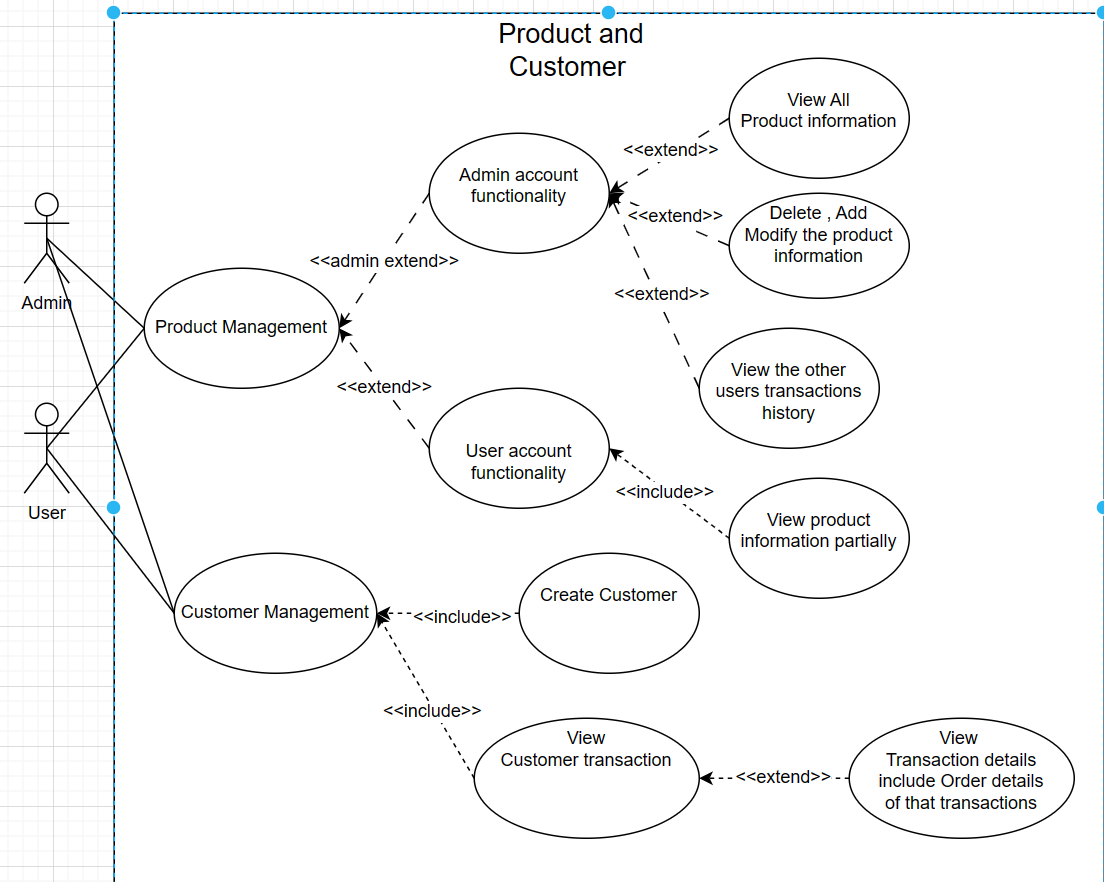 Product and
Customer
View All
Product information
<<extend>>
Admin account
functionality
<<extend>>
Delete , Add
Modify the product
information
<<admin extend>>
<<extend>>
Admin
Product Management
View the other
users transactions
history
<<extend>>
User account
functionality
<<include>>
User
View product
information partially
Customer Management
<<include>>
Create Customer
<<include>>
View
Customer transaction
<<extend>>
View
Transaction details
include Order details
of that transactions